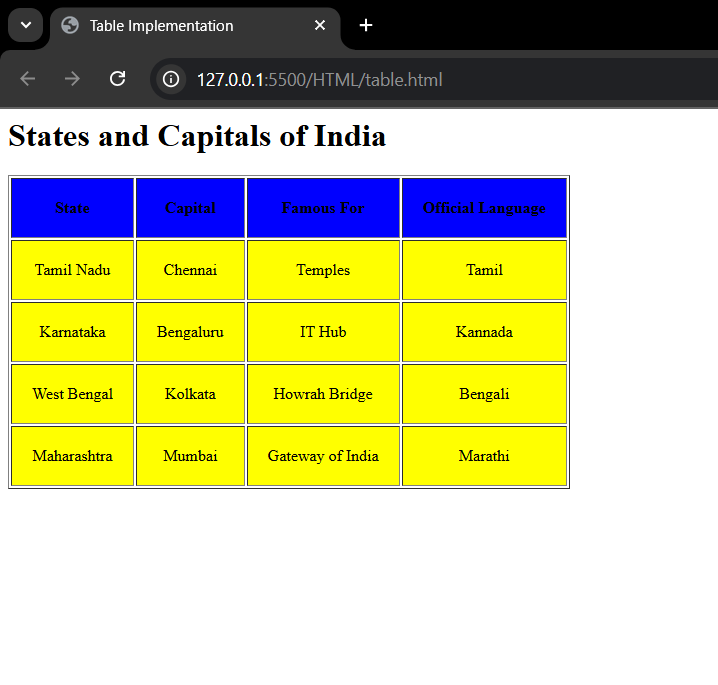 Table Implementation
127.0.0.1:5500/HTML/table.html
States and Capitals of India
State Capital Famous For Official Language
Tamil Nadu Chennai Temples Tamil
Karnataka Bengaluru IT Hub Kannada
West Bengal Kolkata Howrah Bridge Bengali
Maharashtra Mumbai Gateway of India Marathi